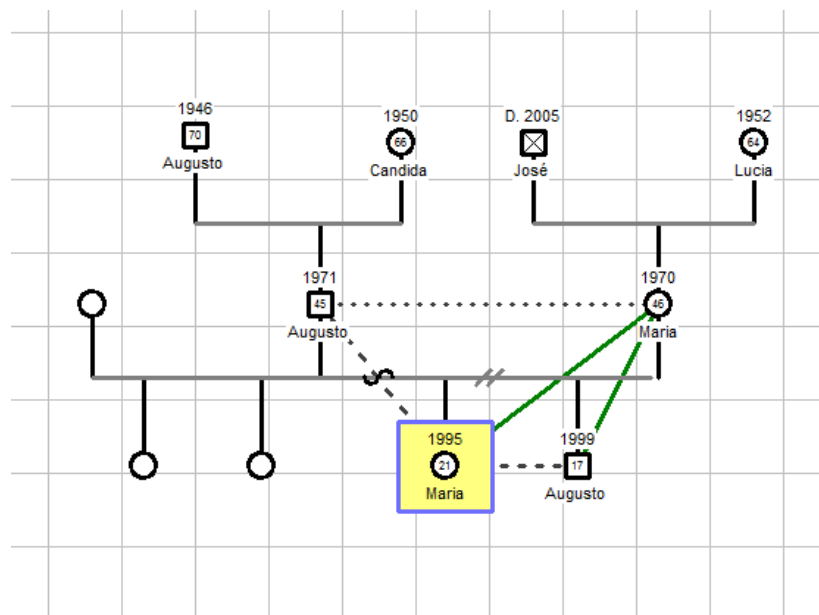 1946
1950
D. 2005
1952
70
66
64
Augusto
Candida
José
Lucia
1971
1970
45
46
Augusto
Maria
1995
1999
21
17
Maria
Augusto